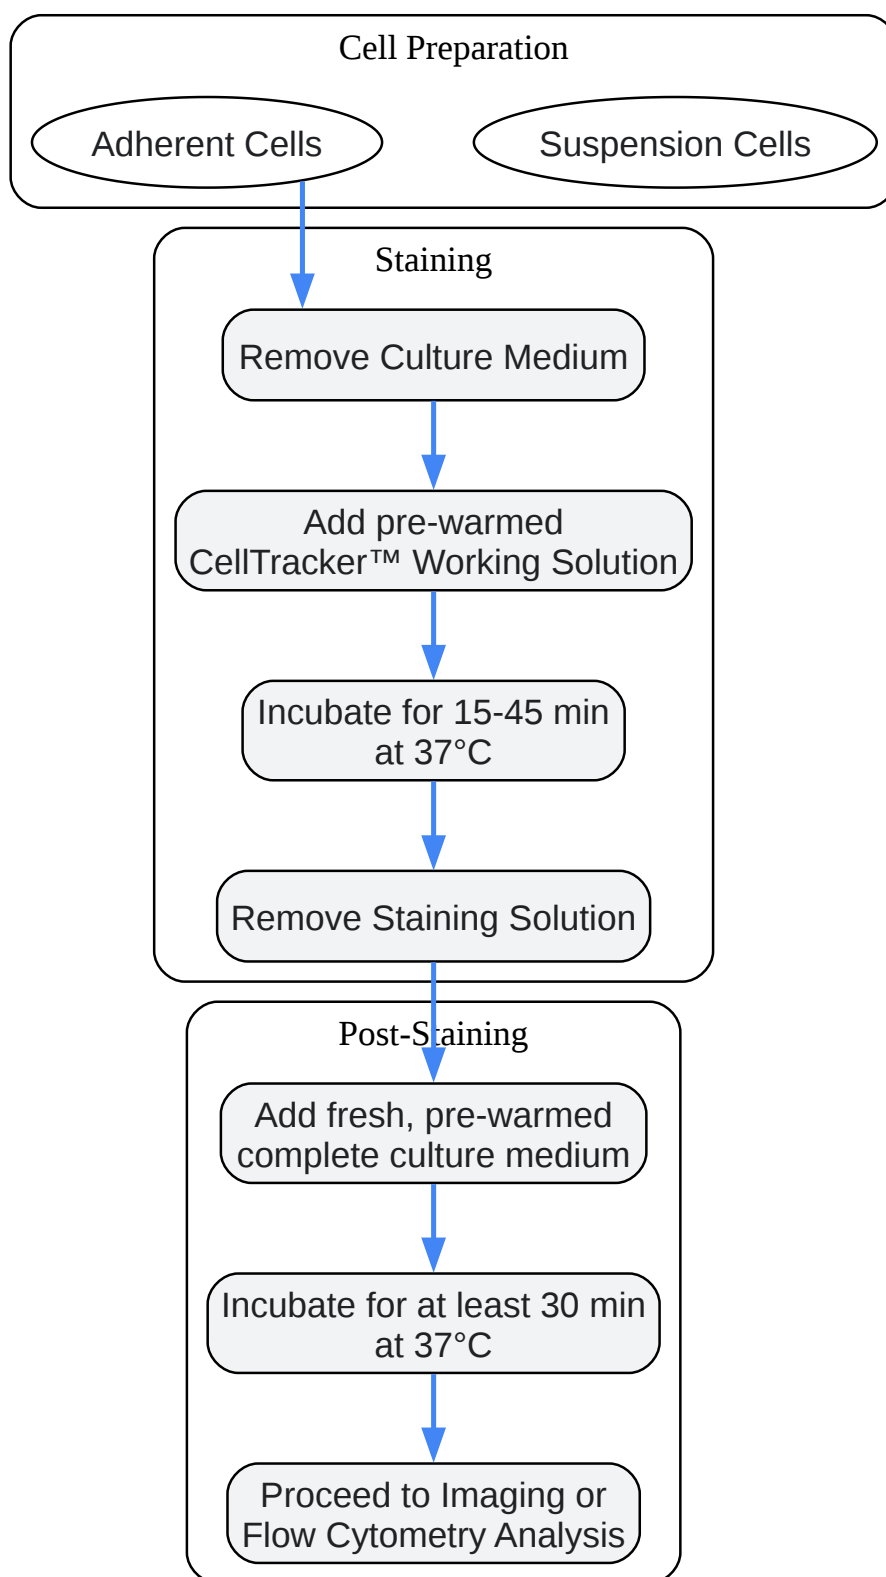 Cell Preparation
Adherent Cells
Suspension Cells
Staining
Remove Culture Medium
Add pre-warmed
CellTracker™ Working Solution
Incubate for 15-45 min
at 37°C
Remove Staining Solution
Post-Staining
Add fresh, pre-warmed
complete culture medium
Incubate for at least 30 min
at 37°C
Proceed to Imaging or
Flow Cytometry Analysis